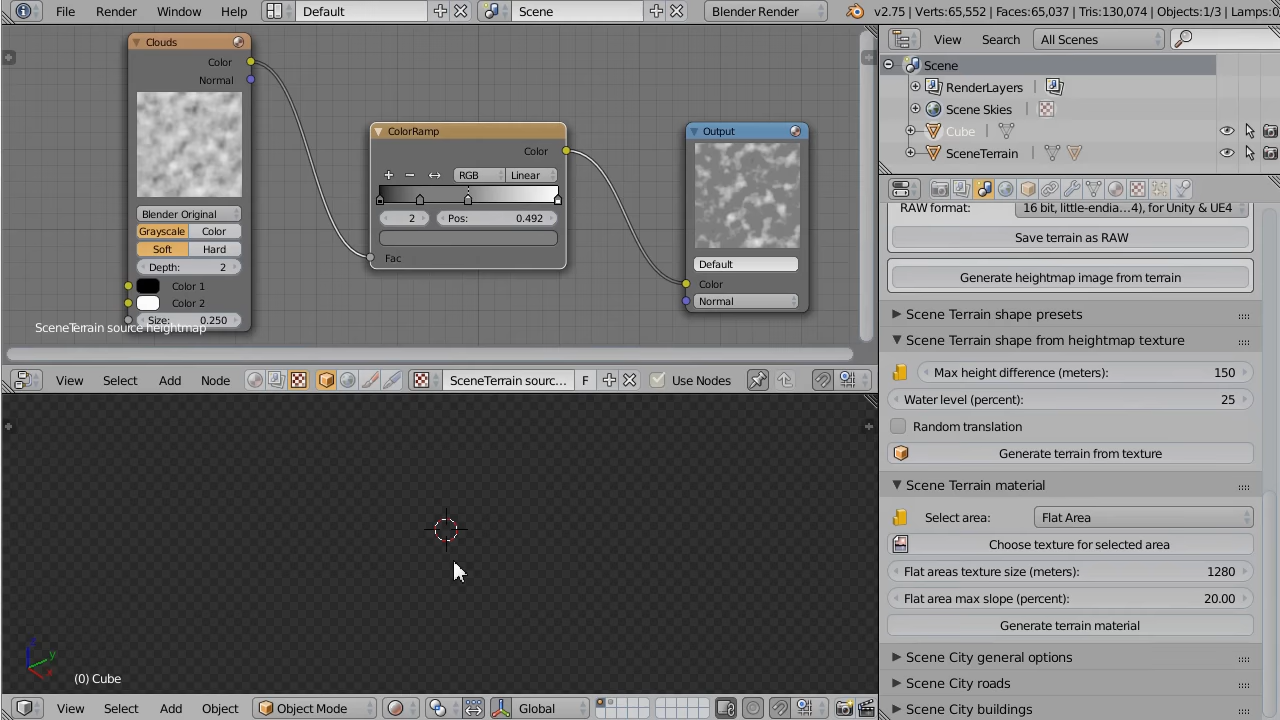 File Render Window Help Default Scene Blender Render v2.75 | Verts:65,552 | Faces:65,037 | Tris:130,074 | Objects:1/3 | Lamps:0
View Search All Scenes
Scene
RenderLayers
Scene Skies
Cube
SceneTerrain
Clouds
Color
Normal
Blender Original
Grayscale Color
Soft Hard
Depth: 2
Color 1
Color 2
Size: 0.250
SceneTerrain source heightmap
ColorRamp
Color
RGB Linear
2 Pos: 0.492
Fac
Output
Default
Color
Normal
View Select Add Node SceneTerrain sourc... F Use Nodes
(0) Cube
View Select Add Object Object Mode Global
RAW format: 16 bit, little-endia...4), for Unity & UE4
Save terrain as RAW
Generate heightmap image from terrain
Scene Terrain shape presets
Scene Terrain shape from heightmap texture
Max height difference (meters): 150
Water level (percent): 25
Random translation
Generate terrain from texture
Scene Terrain material
Select area: Flat Area
Choose texture for selected area
Flat areas texture size (meters): 1280
Flat area max slope (percent): 20.00
Generate terrain material
Scene City general options
Scene City roads
Scene City buildings